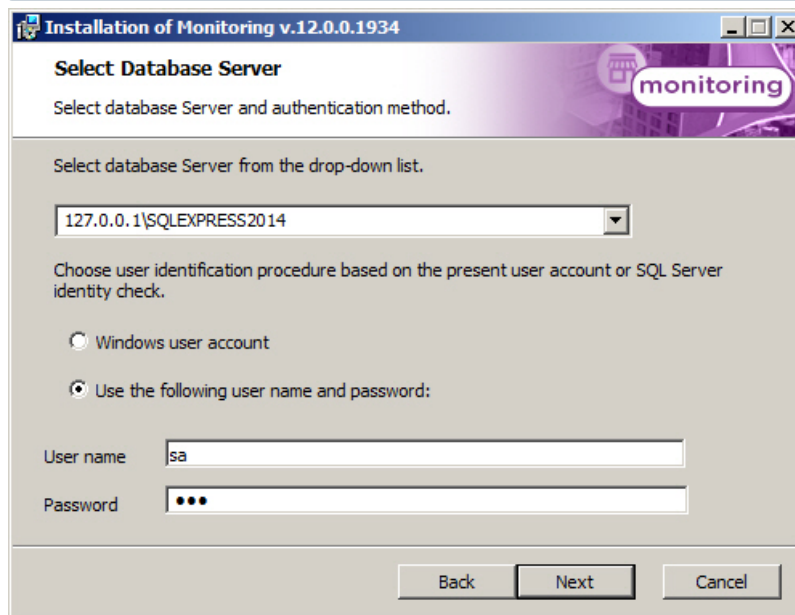 Installation of Monitoring v.12.0.0.1934
Select Database Server
Select database Server and authentication method.
monitoring
Select database Server from the drop-down list.
127.0.0.1\SQLEXPRESS2014
Choose user identification procedure based on the present user account or SQL Server
identity check.
Windows user account
Use the following user name and password:
User name
sa
Password
•••
Back
Next
Cancel